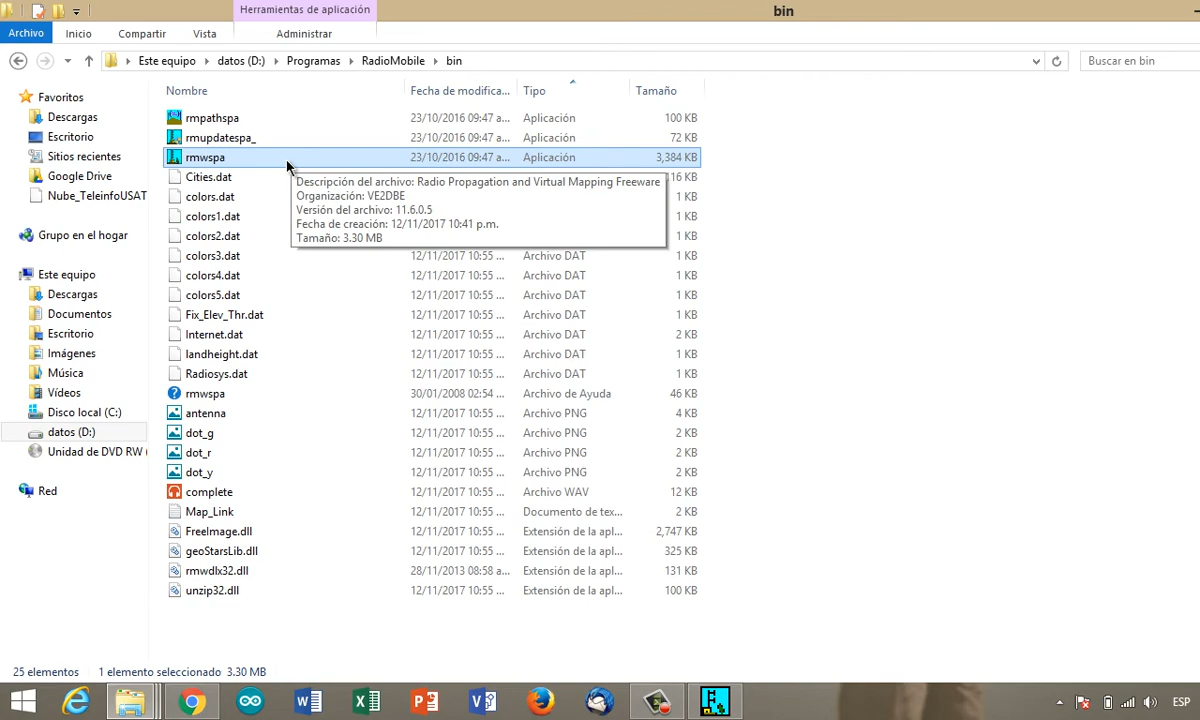 Herramientas de aplicación
bin
Archivo Inicio Compartir Vista Administrar
Este equipo datos (D:) Programas RadioMobile bin Buscar en bin
Nombre Fecha de modifica... Tipo Tamaño
Favoritos
Descargas
Escritorio
Sitios recientes
Google Drive
Nube_TeleinfoUSAT
Grupo en el hogar
Este equipo
Descargas
Documentos
Escritorio
Imágenes
Música
Vídeos
Disco local (C:)
datos (D:)
Unidad de DVD RW (
Red
rmpathspa 23/10/2016 09:47 a... Aplicación 100 KB
rmupdatespa_ 23/10/2016 09:47 a... Aplicación 72 KB
rmwspa 23/10/2016 09:47 a... Aplicación 3,384 KB
Cities.dat 16 KB
colors.dat 1 KB
colors1.dat 1 KB
colors2.dat 1 KB
Descripción del archivo: Radio Propagation and Virtual Mapping Freeware
Organización: VE2DBE
Versión del archivo: 11.6.0.5
Fecha de creación: 12/11/2017 10:41 p.m.
Tamaño: 3.30 MB
colors3.dat 12/11/2017 10:55 ... Archivo DAT 1 KB
colors4.dat 12/11/2017 10:55 ... Archivo DAT 1 KB
colors5.dat 12/11/2017 10:55 ... Archivo DAT 1 KB
Fix_Elev_Thr.dat 12/11/2017 10:55 ... Archivo DAT 1 KB
Internet.dat 12/11/2017 10:55 ... Archivo DAT 2 KB
landheight.dat 12/11/2017 10:55 ... Archivo DAT 1 KB
Radiosys.dat 12/11/2017 10:55 ... Archivo DAT 1 KB
rmwspa 30/01/2008 02:54 ... Archivo de Ayuda 46 KB
antenna 12/11/2017 10:55 ... Archivo PNG 4 KB
dot_g 12/11/2017 10:55 ... Archivo PNG 2 KB
dot_r 12/11/2017 10:55 ... Archivo PNG 2 KB
dot_y 12/11/2017 10:55 ... Archivo PNG 2 KB
complete 12/11/2017 10:55 ... Archivo WAV 12 KB
Map_Link 12/11/2017 10:55 ... Documento de tex... 2 KB
FreeImage.dll 12/11/2017 10:55 ... Extensión de la apl... 2,747 KB
geoStarsLib.dll 12/11/2017 10:55 ... Extensión de la apl... 325 KB
rmwdlx32.dll 28/11/2013 08:58 a... Extensión de la apl... 131 KB
unzip32.dll 12/11/2017 10:55 ... Extensión de la apl... 100 KB
25 elementos 1 elemento seleccionado 3.30 MB
ESP